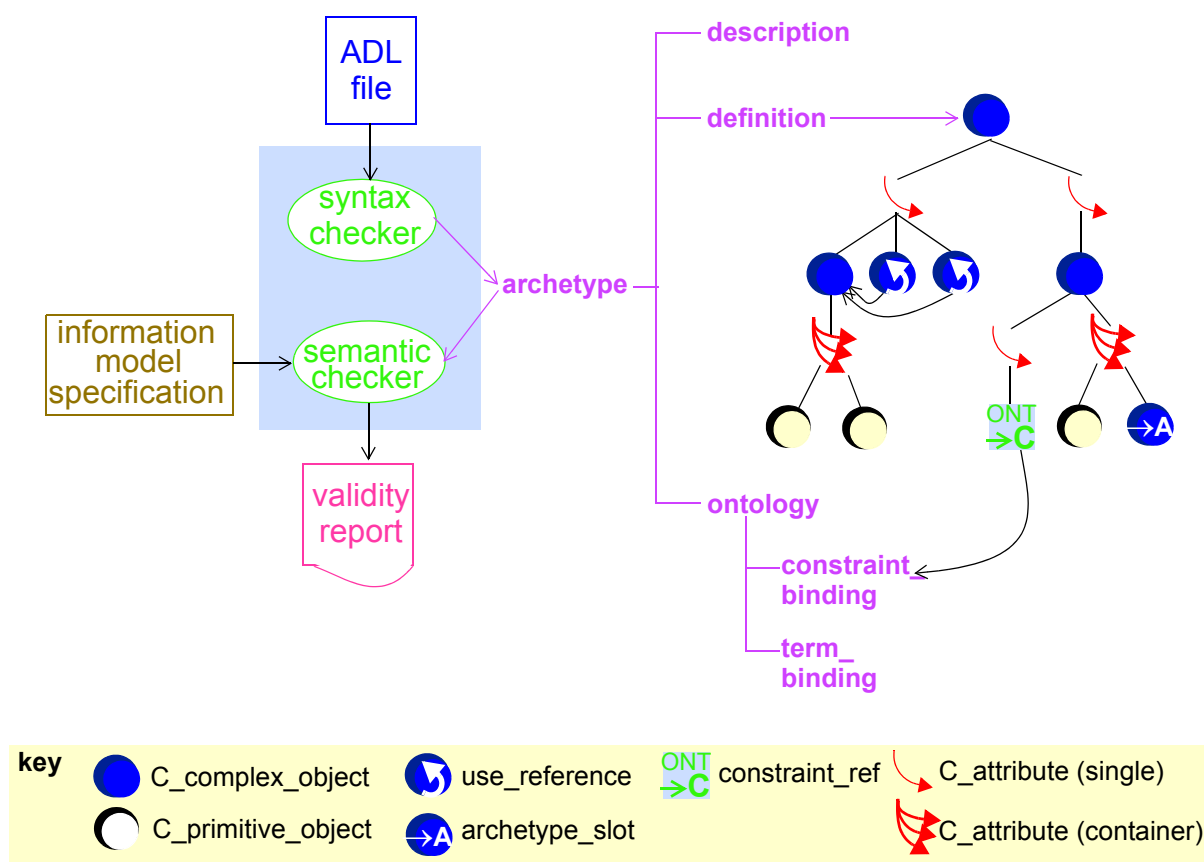 ADL
file
syntax
checker
information
model
specification
semantic
checker
validity
report
archetype
description
definition
ONT
→C
→A
ontology
constraint_
binding
term_
binding
key
C_complex_object
use_reference
ONT
→C
constraint_ref
C_attribute (single)
C_primitive_object
→A
archetype_slot
C_attribute (container)